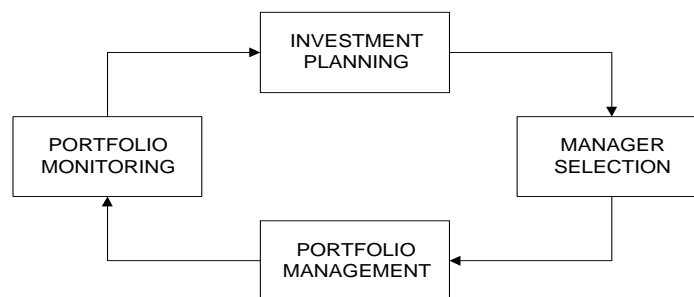 INVESTMENT
PLANNING
PORTFOLIO
MONITORING
MANAGER
SELECTION
PORTFOLIO
MANAGEMENT